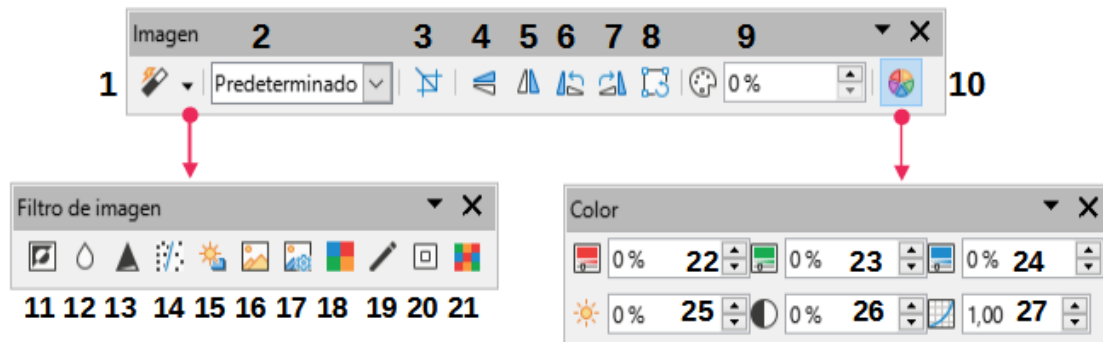 Imagen 2 3 4 5 6 7 8 9
1 Predeterminado 0 % 10
Filtro de imagen
11 12 13 14 15 16 17 18 19 20 21
Color
0 % 22 0 % 23 0 % 24
0 % 25 0 % 26 1,00 27